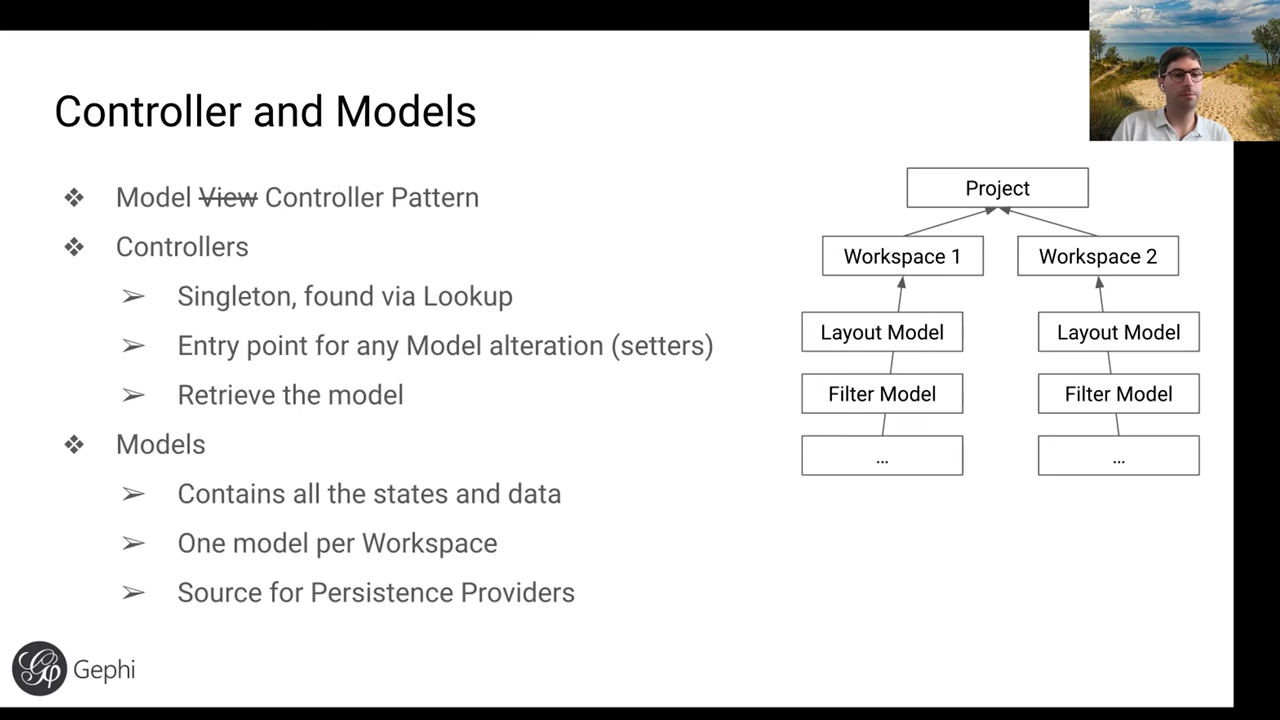 Controller and Models
Model View Controller Pattern
Controllers
Singleton, found via Lookup
Entry point for any Model alteration (setters)
Retrieve the model
Models
Contains all the states and data
One model per Workspace
Source for Persistence Providers
Project
Workspace 1
Workspace 2
Layout Model
Layout Model
Filter Model
Filter Model
...
...
Gephi